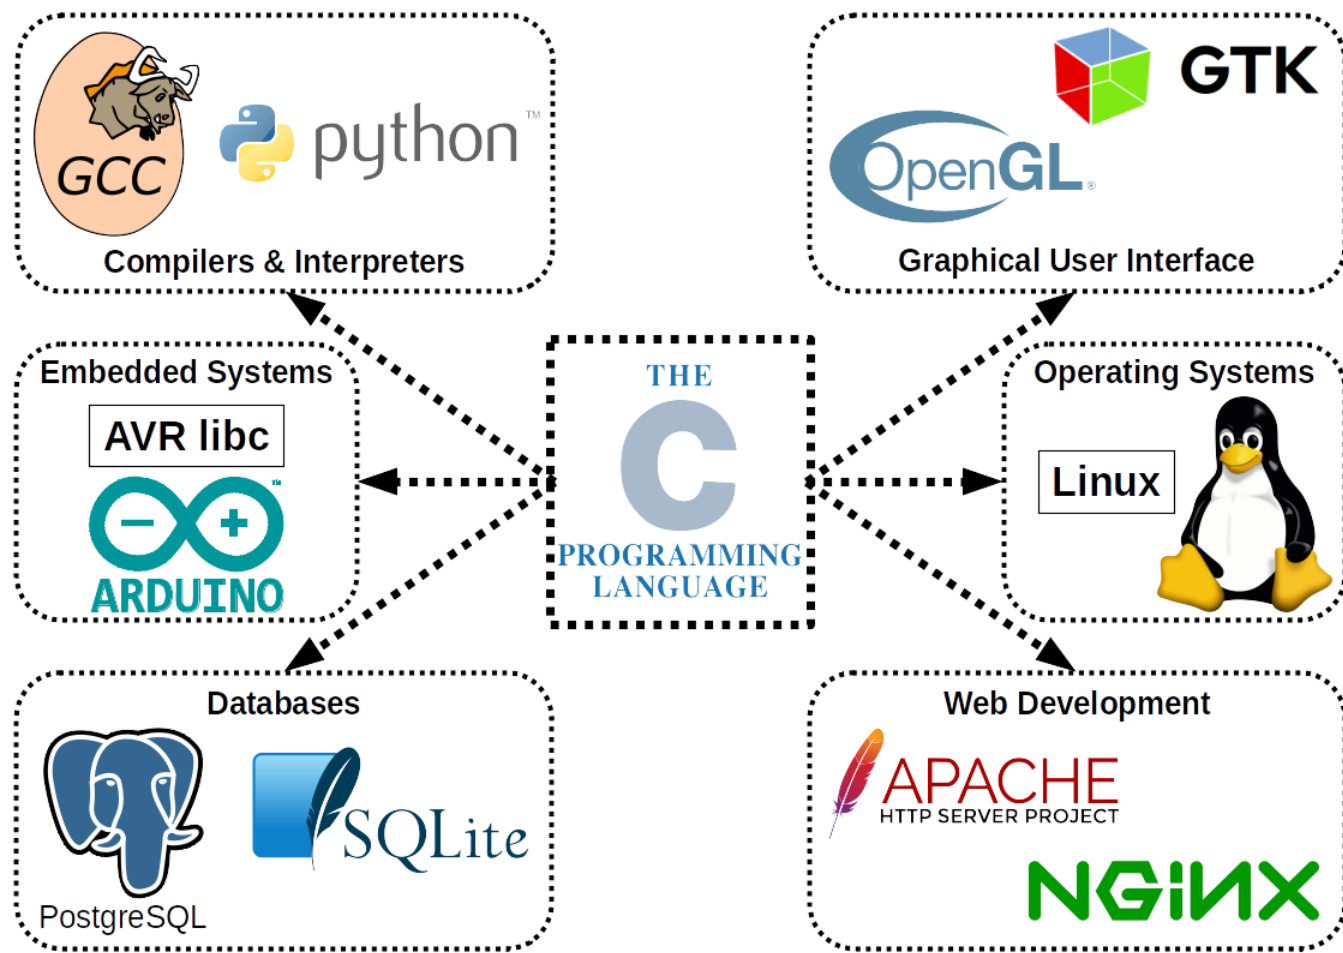 GCC
python™
Compilers & Interpreters
GTK
OpenGL®
Graphical User Interface
Embedded Systems
AVR libc
ARDUINO™
THE
C
PROGRAMMING
LANGUAGE
Operating Systems
Linux
Databases
PostgreSQL
SQLite
Web Development
APACHE
HTTP SERVER PROJECT
NGiNX